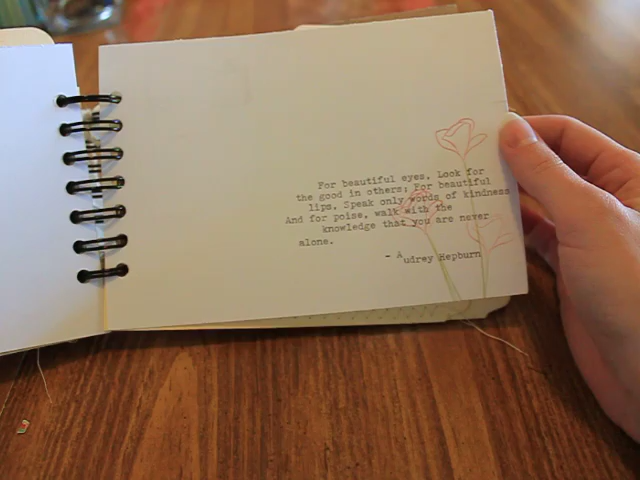 For beautiful eyes, Look for
the good in others; For beautiful
lips, Speak only words of kindness
And for poise, walk with the
knowledge that you are never
alone.
- Audrey Hepburn